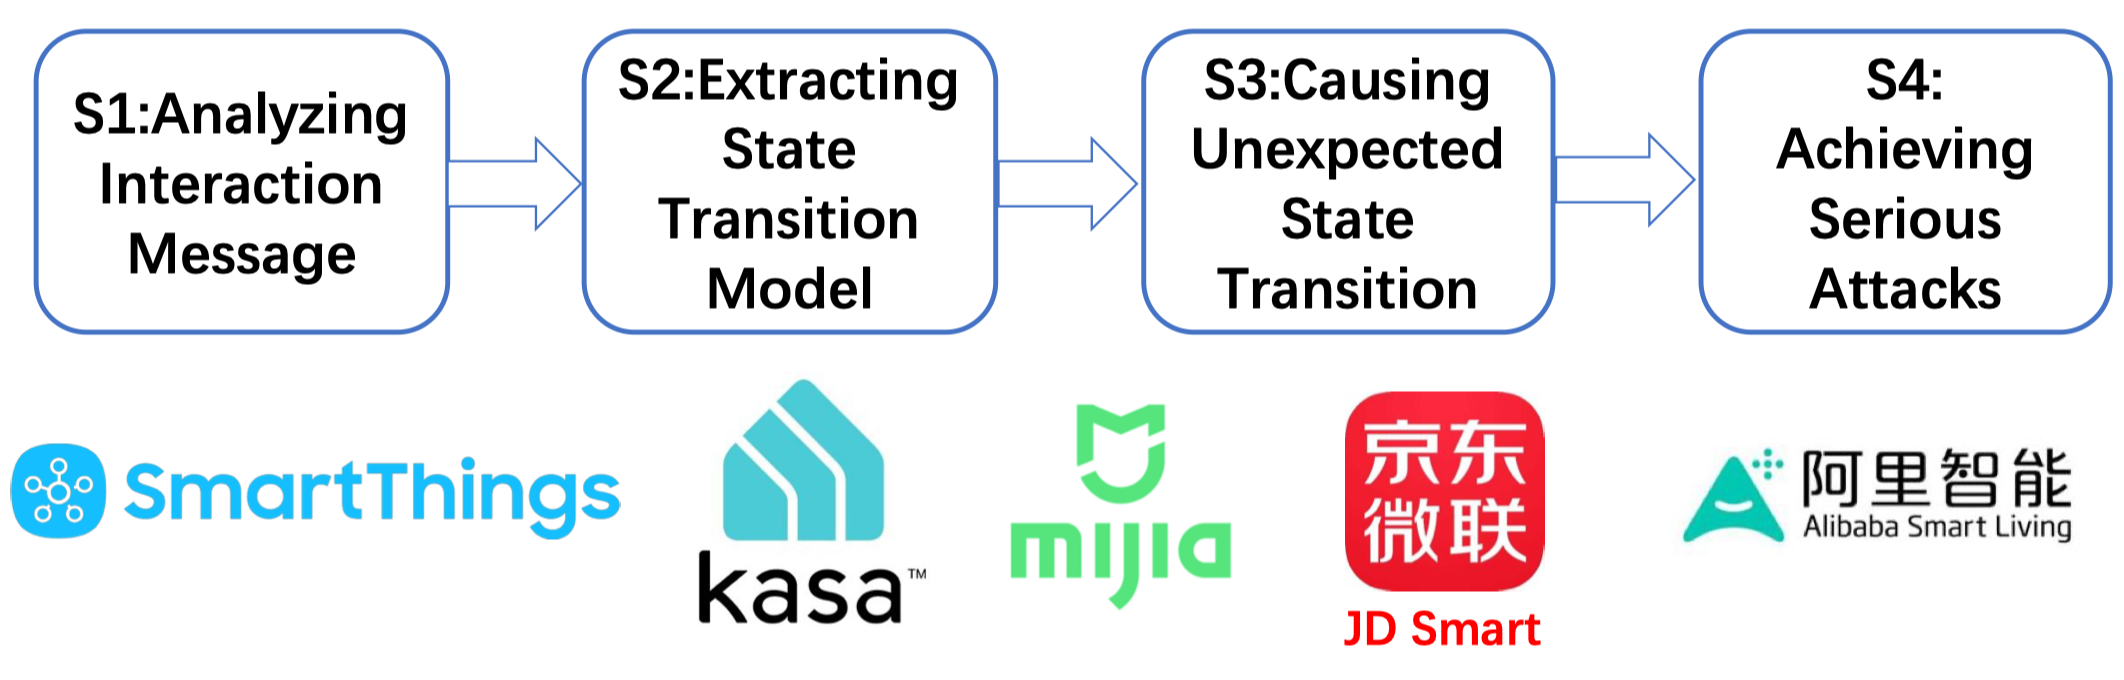 S1:Analyzing
Interaction
Message
S2:Extracting
State
Transition
Model
S3:Causing
Unexpected
State
Transition
S4:
Achieving
Serious
Attacks
SmartThings
kasa™
mijia
京东
微联
JD Smart
阿里智能
Alibaba Smart Living